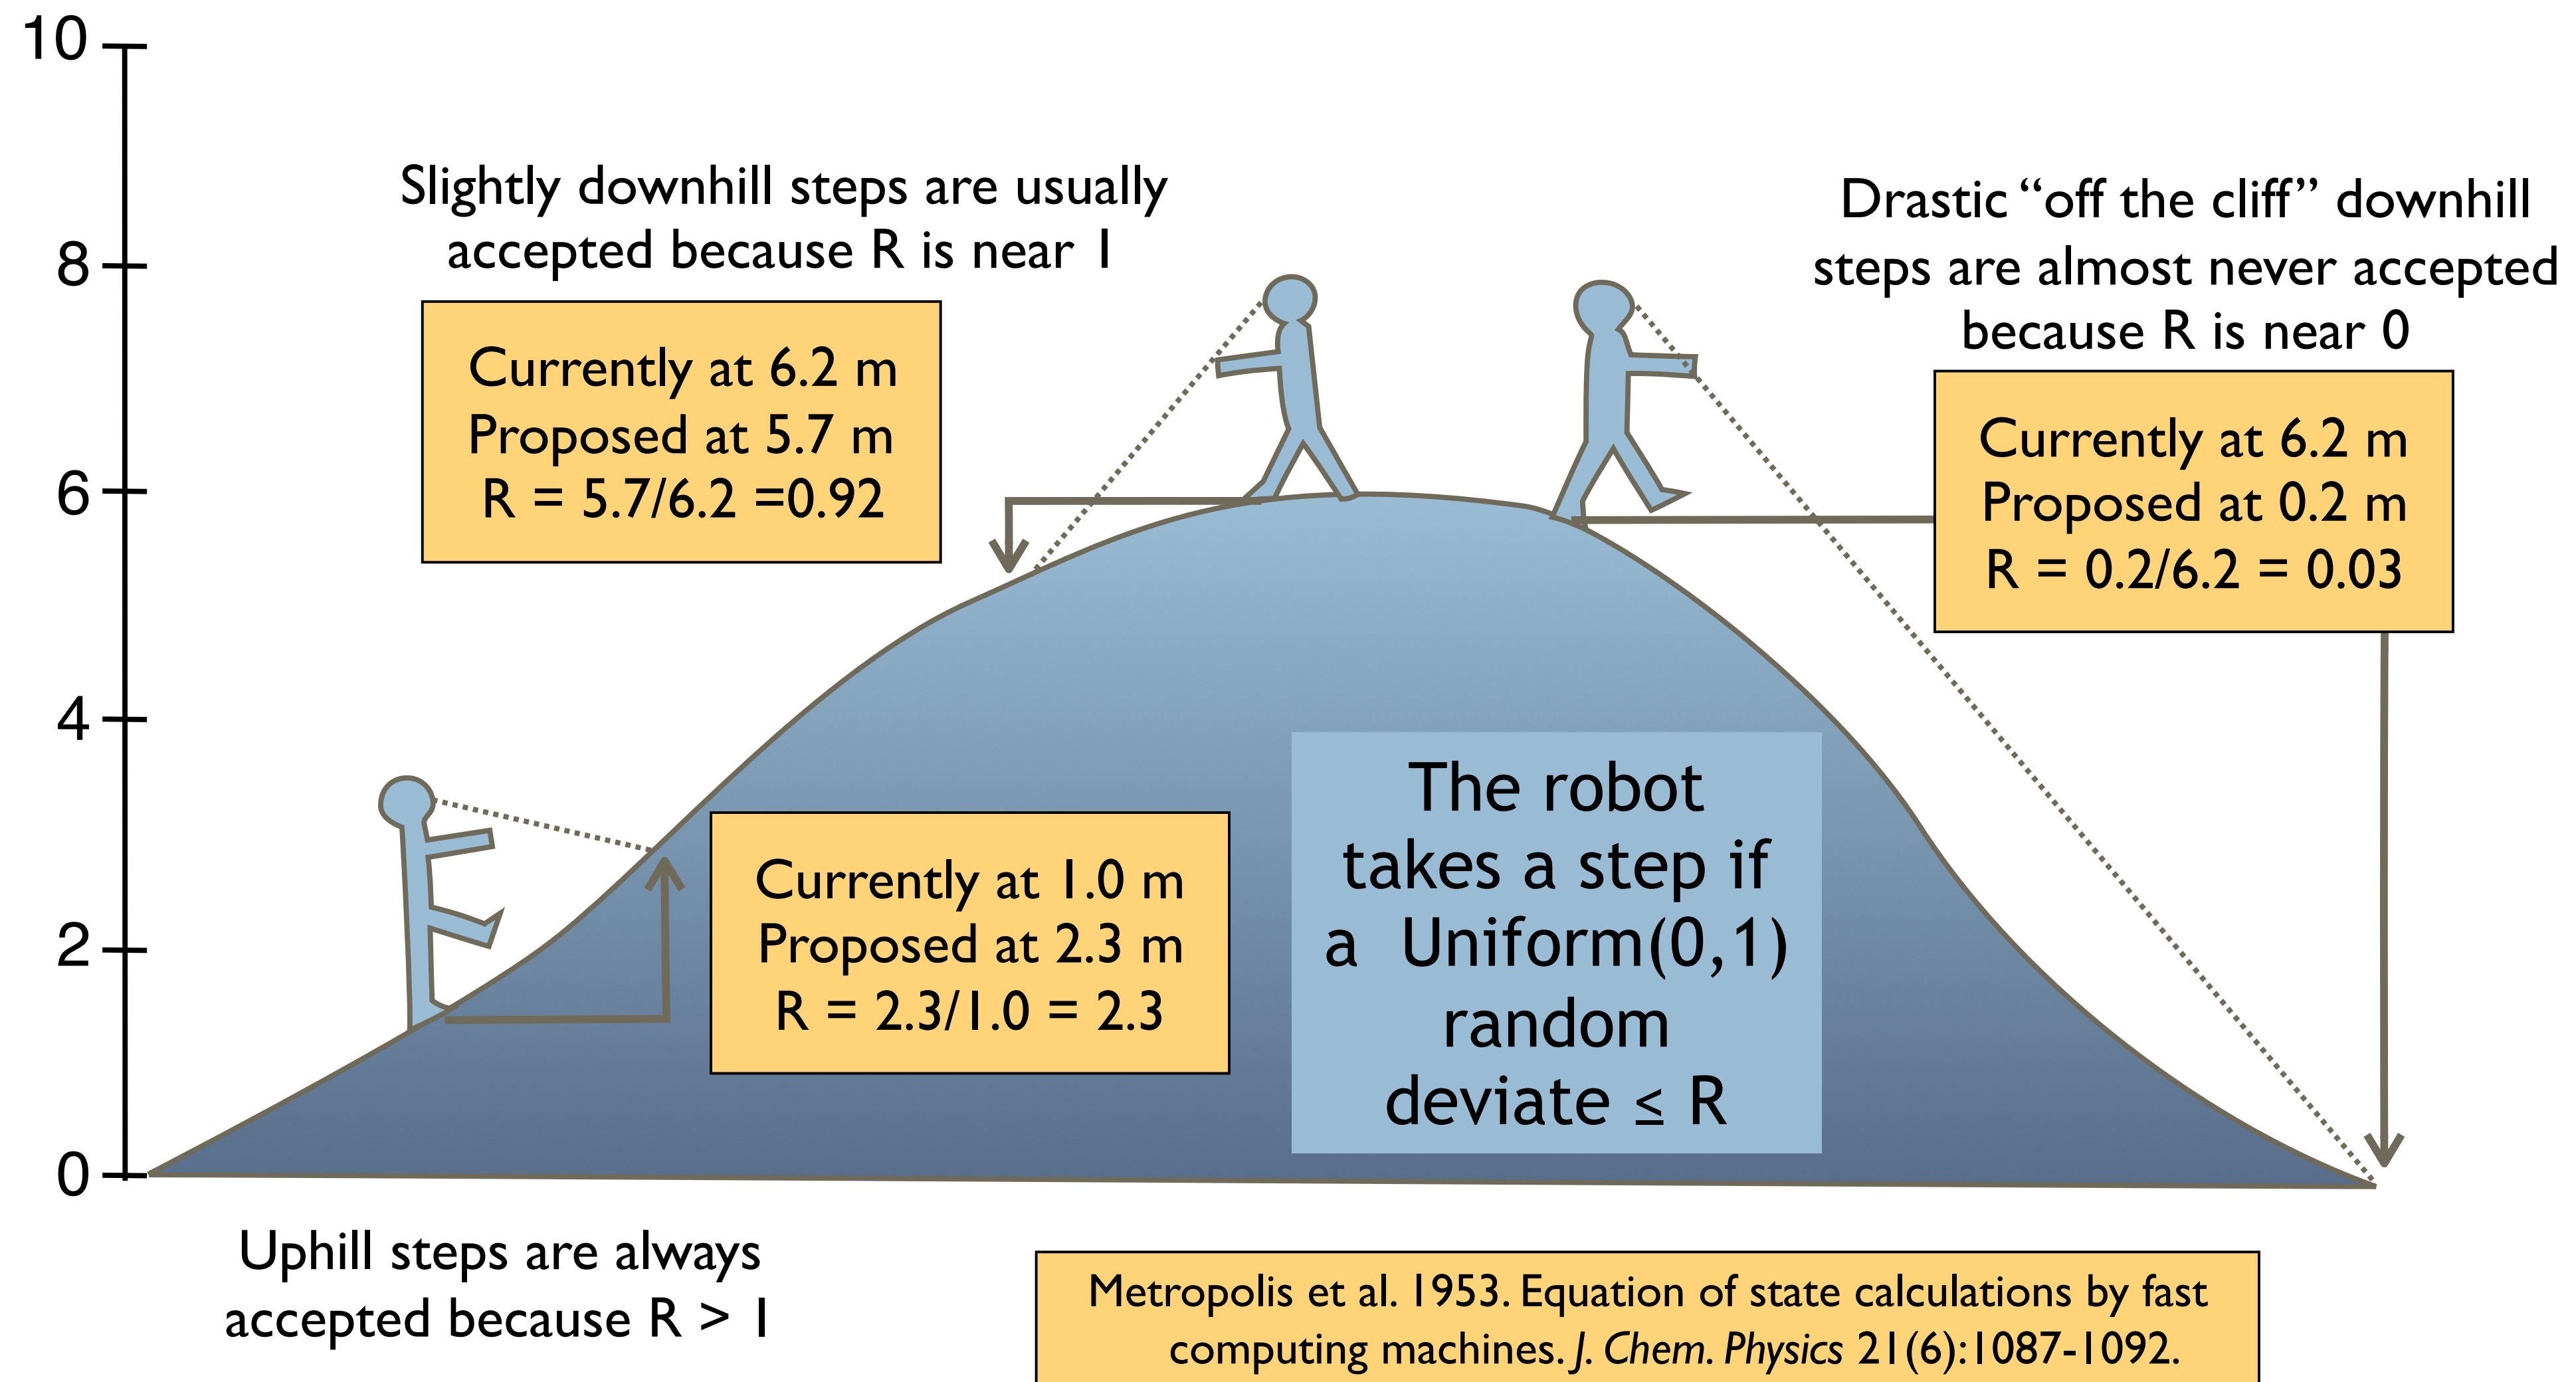 10
8
6
4
2
0
Slightly downhill steps are usually
accepted because R is near 1
Currently at 6.2 m
Proposed at 5.7 m
R = 5.7/6.2 =0.92
Drastic “off the cliff” downhill
steps are almost never accepted
because R is near 0
Currently at 6.2 m
Proposed at 0.2 m
R = 0.2/6.2 = 0.03
Currently at 1.0 m
Proposed at 2.3 m
R = 2.3/1.0 = 2.3
The robot
takes a step if
a Uniform(0,1)
random
deviate ≤ R
Uphill steps are always
accepted because R > 1
Metropolis et al. 1953. Equation of state calculations by fast
computing machines. J. Chem. Physics 21(6):1087-1092.